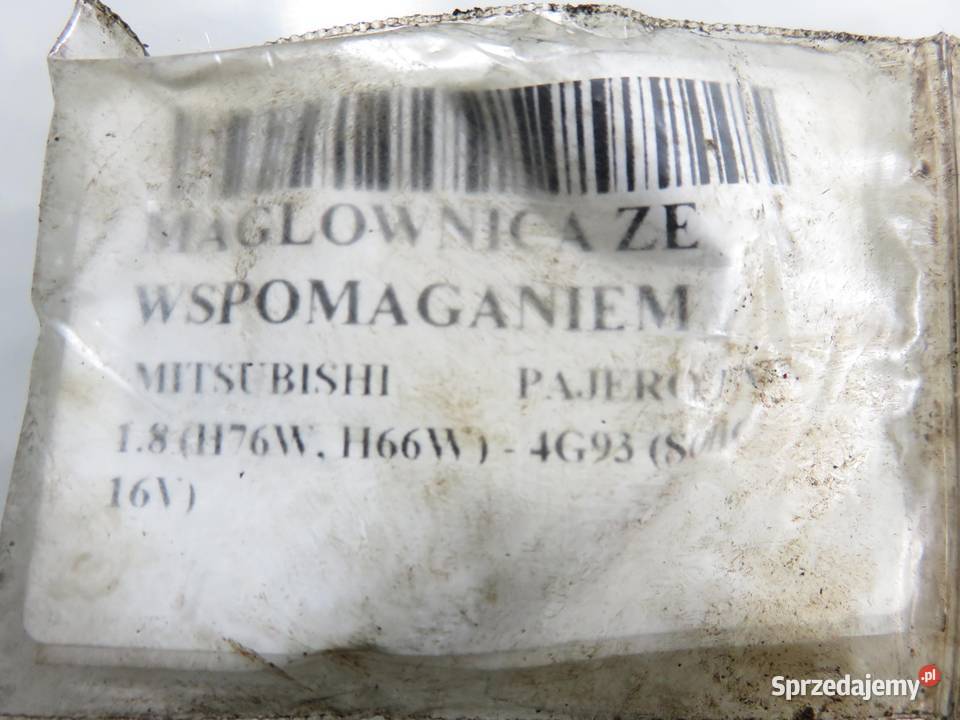 MAGLOWNICA ZE
WSPOMAGANIEM
MITSUBISHI PAJERO
1.8 (H76W, H66W) - 4G93
16V)
Sprzedajemy.pl